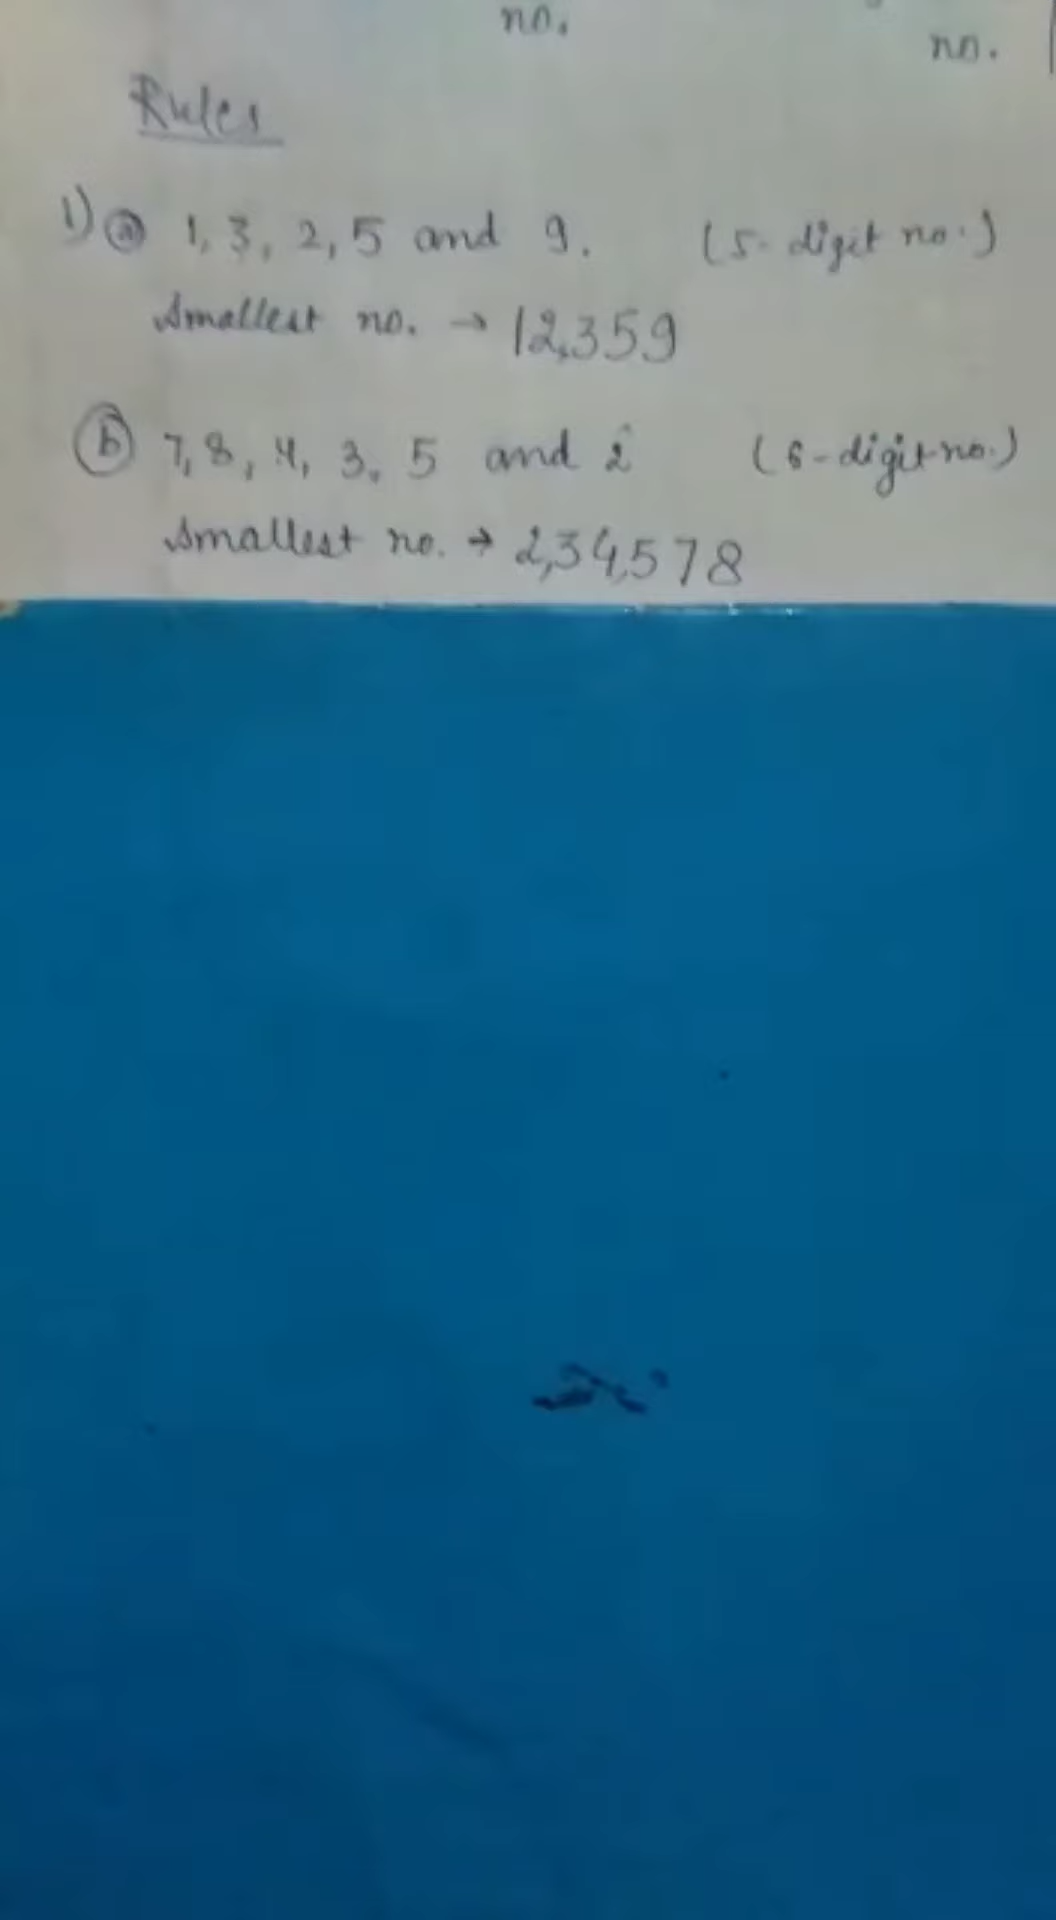 no.
no.
Rules
1) (a) 1, 3, 2, 5 and 9. (5-digit no.)
Smallest no. → 12,359
(b) 7, 8, 4, 3, 5 and 2 (6-digit no.)
Smallest no. → 2,34,578